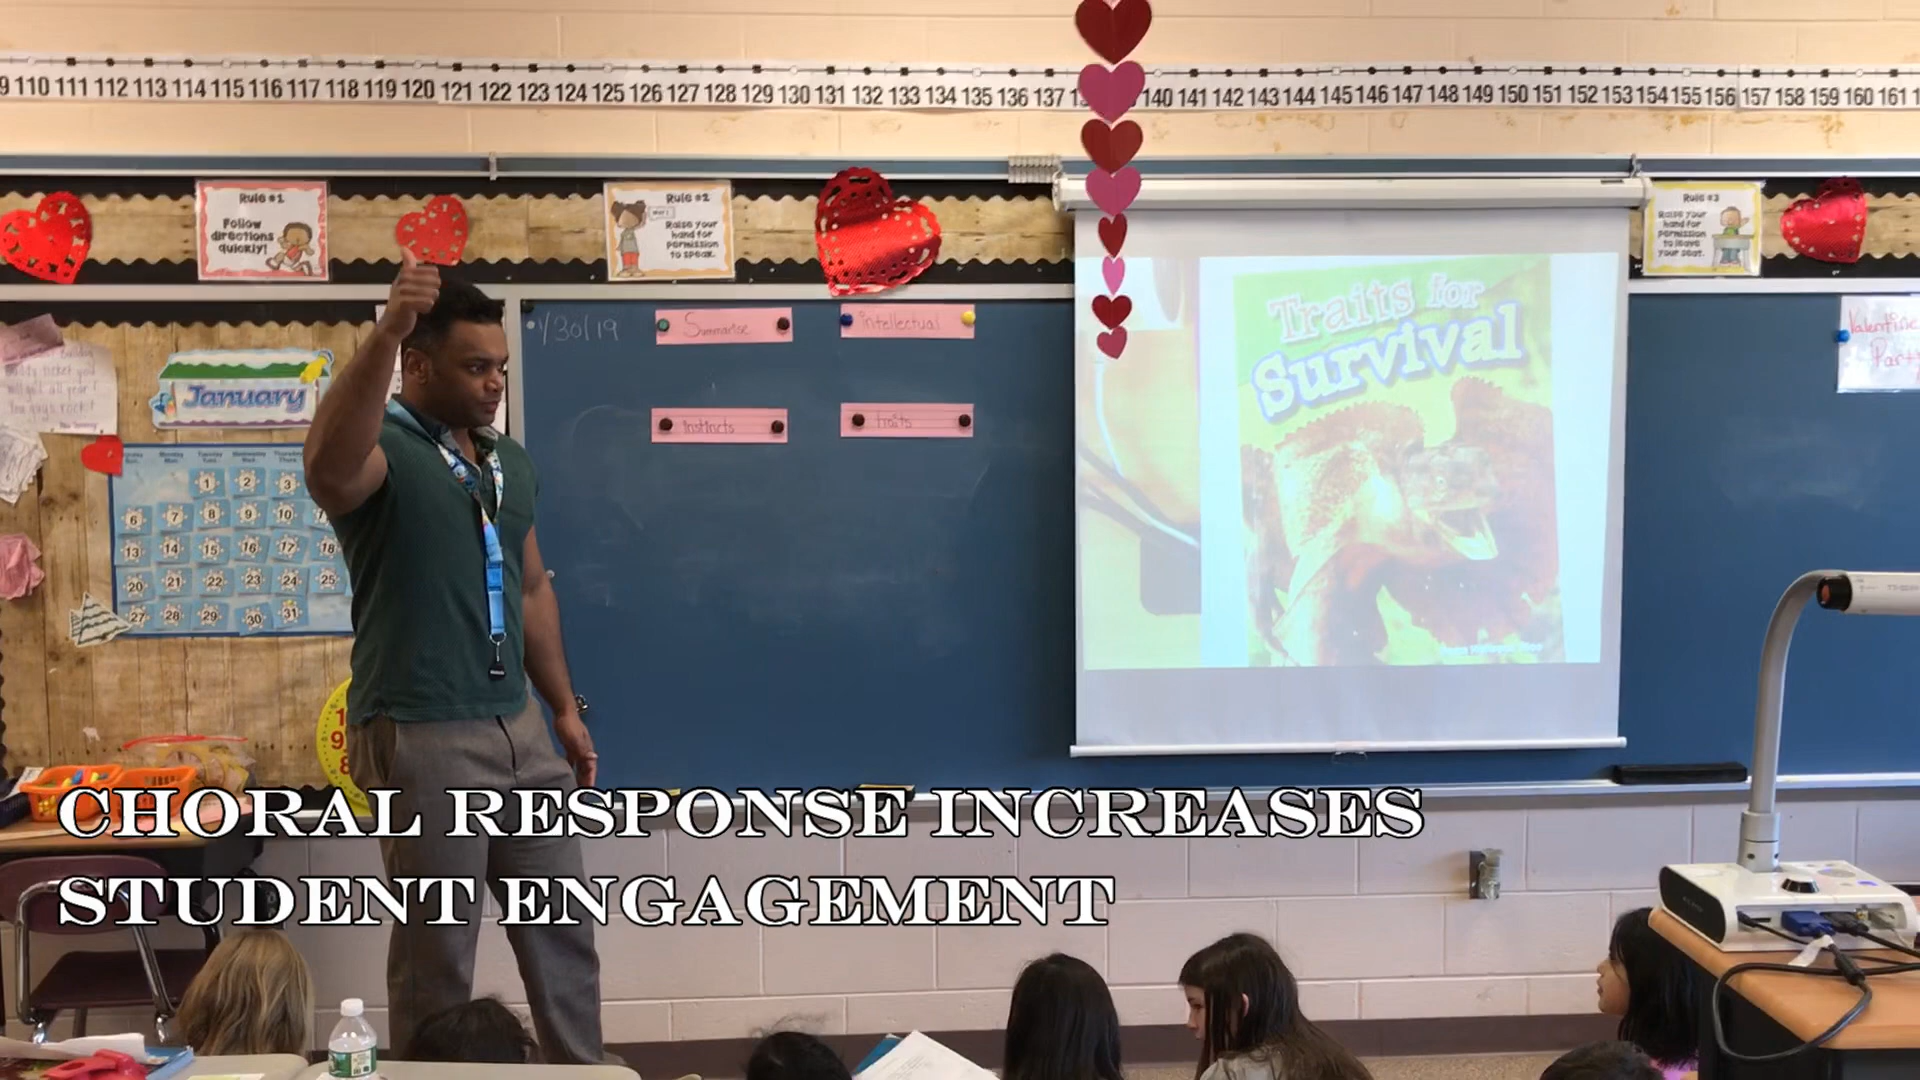 110 111 112 113 114 115 116 117 118 119 120 121 122 123 124 125 126 127 128 129 130 131 132 133 134 135 136 137 140 141 142 143 144 145 146 147 148 149 150 151 152 153 154 155 156 157 158 159 160 161
Rule #1
Follow
directions
quickly!
Rule #2
Raise your
hand for
permission
to speak.
Rule #3
Raise your
hand for
permission
to leave
your seat.
1/30/19
Summarize
intellectual
instincts
traits
Traits for
Survival
Valentine
Party
January
1 2 3
6 7 8 9 10
13 14 15 16 17 18
20 21 22 23 24 25
27 28 29 30 31
CHORAL RESPONSE INCREASES
STUDENT ENGAGEMENT